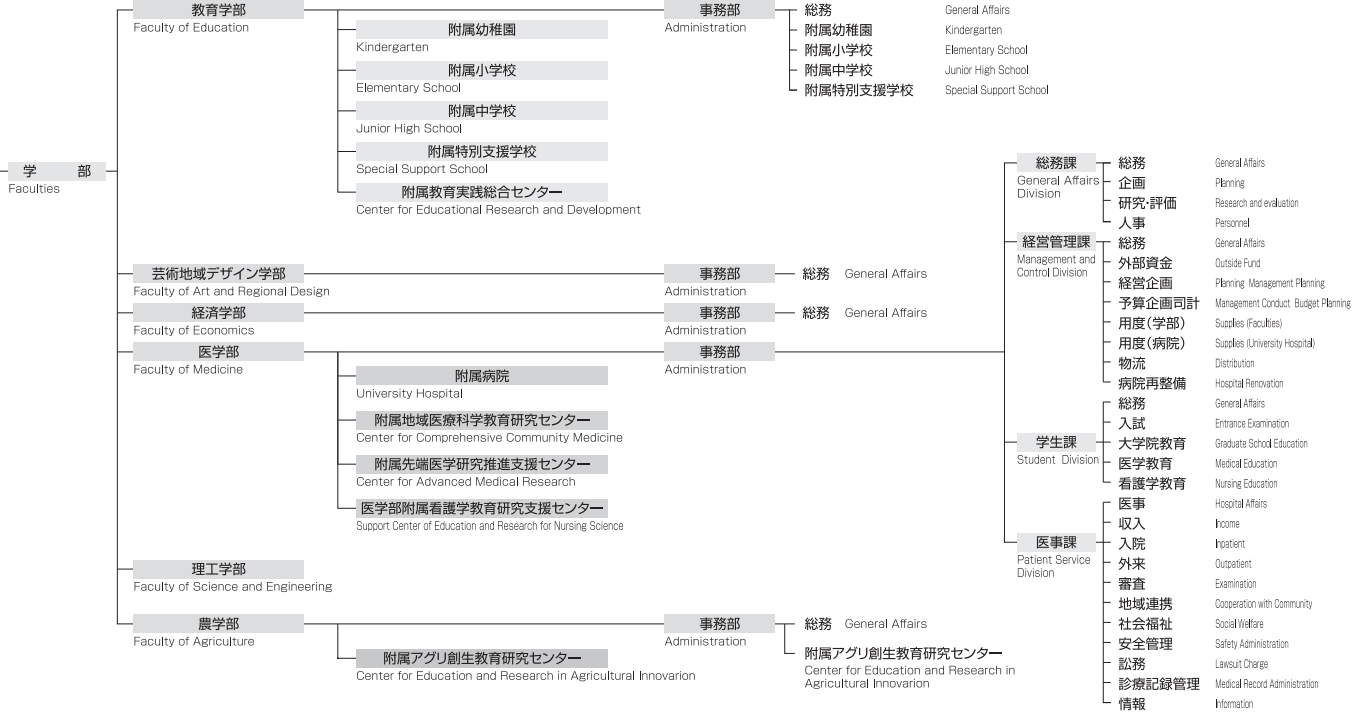 学 部
Faculties
教育学部
Faculty of Education
附属幼稚園
Kindergarten
附属小学校
Elementary School
附属中学校
Junior High School
附属特別支援学校
Special Support School
附属教育実践総合センター
Center for Educational Research and Development
事務部
Administration
総務 General Affairs
附属幼稚園 Kindergarten
附属小学校 Elementary School
附属中学校 Junior High School
附属特別支援学校 Special Support School
芸術地域デザイン学部
Faculty of Art and Regional Design
事務部
Administration
総務 General Affairs
経済学部
Faculty of Economics
事務部
Administration
総務 General Affairs
医学部
Faculty of Medicine
附属病院
University Hospital
附属地域医療科学教育研究センター
Center for Comprehensive Community Medicine
附属先端医学研究推進支援センター
Center for Advanced Medical Research
医学部附属看護学教育研究支援センター
Support Center of Education and Research for Nursing Science
事務部
Administration
総務課
General Affairs
Division
総務 General Affairs
企画 Planning
研究・評価 Research and evaluation
人事 Personnel
経営管理課
Management and
Control Division
総務 General Affairs
外部資金 Outside Fund
経営企画 Planning Management Planning
予算企画司計 Management Conduct Budget Planning
用度(学部) Supplies (Faculties)
用度(病院) Supplies (University Hospital)
物流 Distribution
病院再整備 Hospital Renovation
学生課
Student Division
総務 General Affairs
入試 Entrance Examination
大学院教育 Graduate School Education
医学教育 Medical Education
看護学教育 Nursing Education
医事課
Patient Service
Division
医事 Hospital Affairs
収入 Income
入院 Inpatient
外来 Outpatient
審査 Examination
地域連携 Cooperation with Community
社会福祉 Social Welfare
安全管理 Safety Administration
訟務 Lawsuit Charge
診療記録管理 Medical Record Administration
情報 Information
理工学部
Faculty of Science and Engineering
農学部
Faculty of Agriculture
附属アグリ創生教育研究センター
Center for Education and Research in Agricultural Innovarion
事務部
Administration
総務 General Affairs
附属アグリ創生教育研究センター
Center for Education and Research in
Agricultural Innovarion